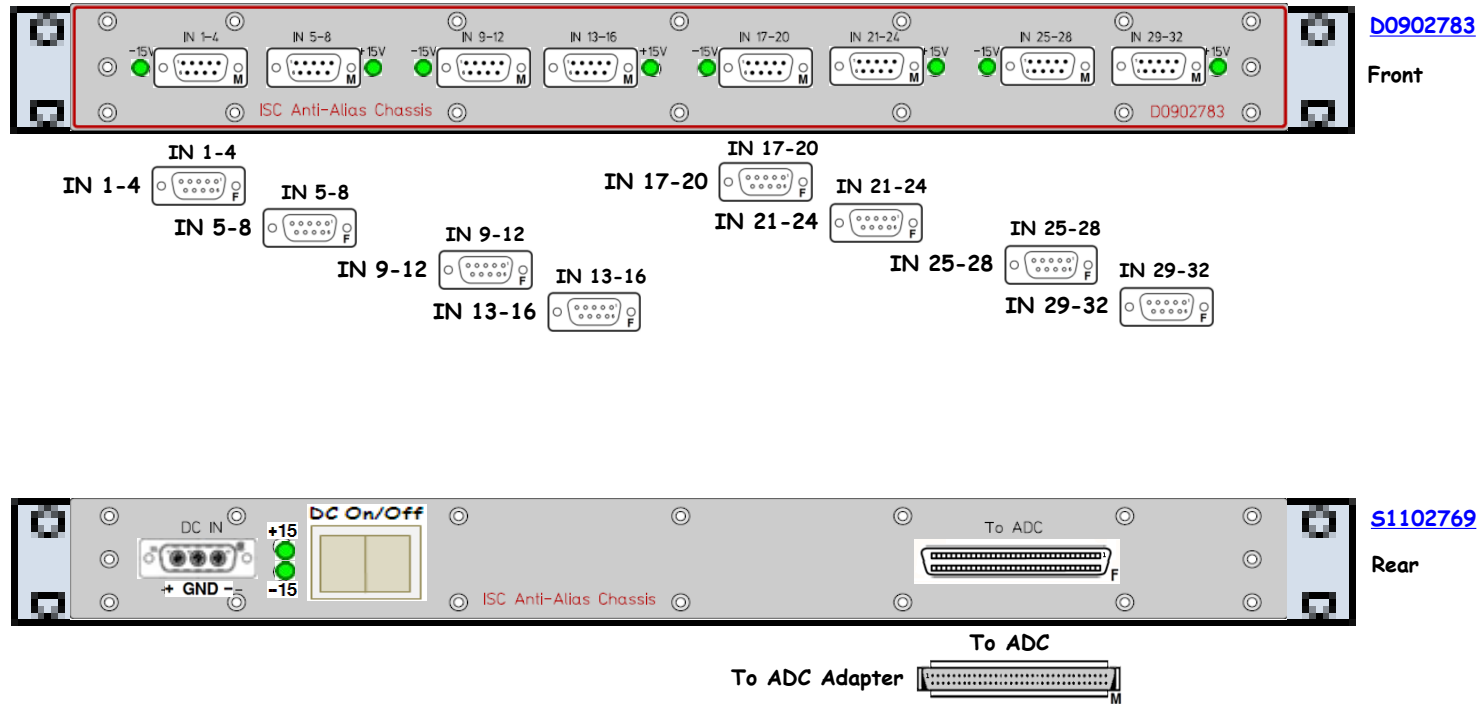 D0902783
Front
IN 1-4 IN 5-8 IN 9-12 IN 13-16 IN 17-20 IN 21-24 IN 25-28 IN 29-32
-15V +15V -15V +15V -15V +15V -15V +15V
M M M M M M M M
ISC Anti-Alias Chassis D0902783
IN 1-4
IN 1-4 F
IN 5-8
IN 5-8 F
IN 9-12
IN 9-12 F
IN 13-16
IN 13-16 F
IN 17-20
IN 17-20 F
IN 21-24
IN 21-24 F
IN 25-28
IN 25-28 F
IN 29-32
IN 29-32 F
S1102769
Rear
DC IN
+ GND -
+15
-15
DC On/Off
ISC Anti-Alias Chassis
To ADC
1
F
To ADC
To ADC Adapter
1
M